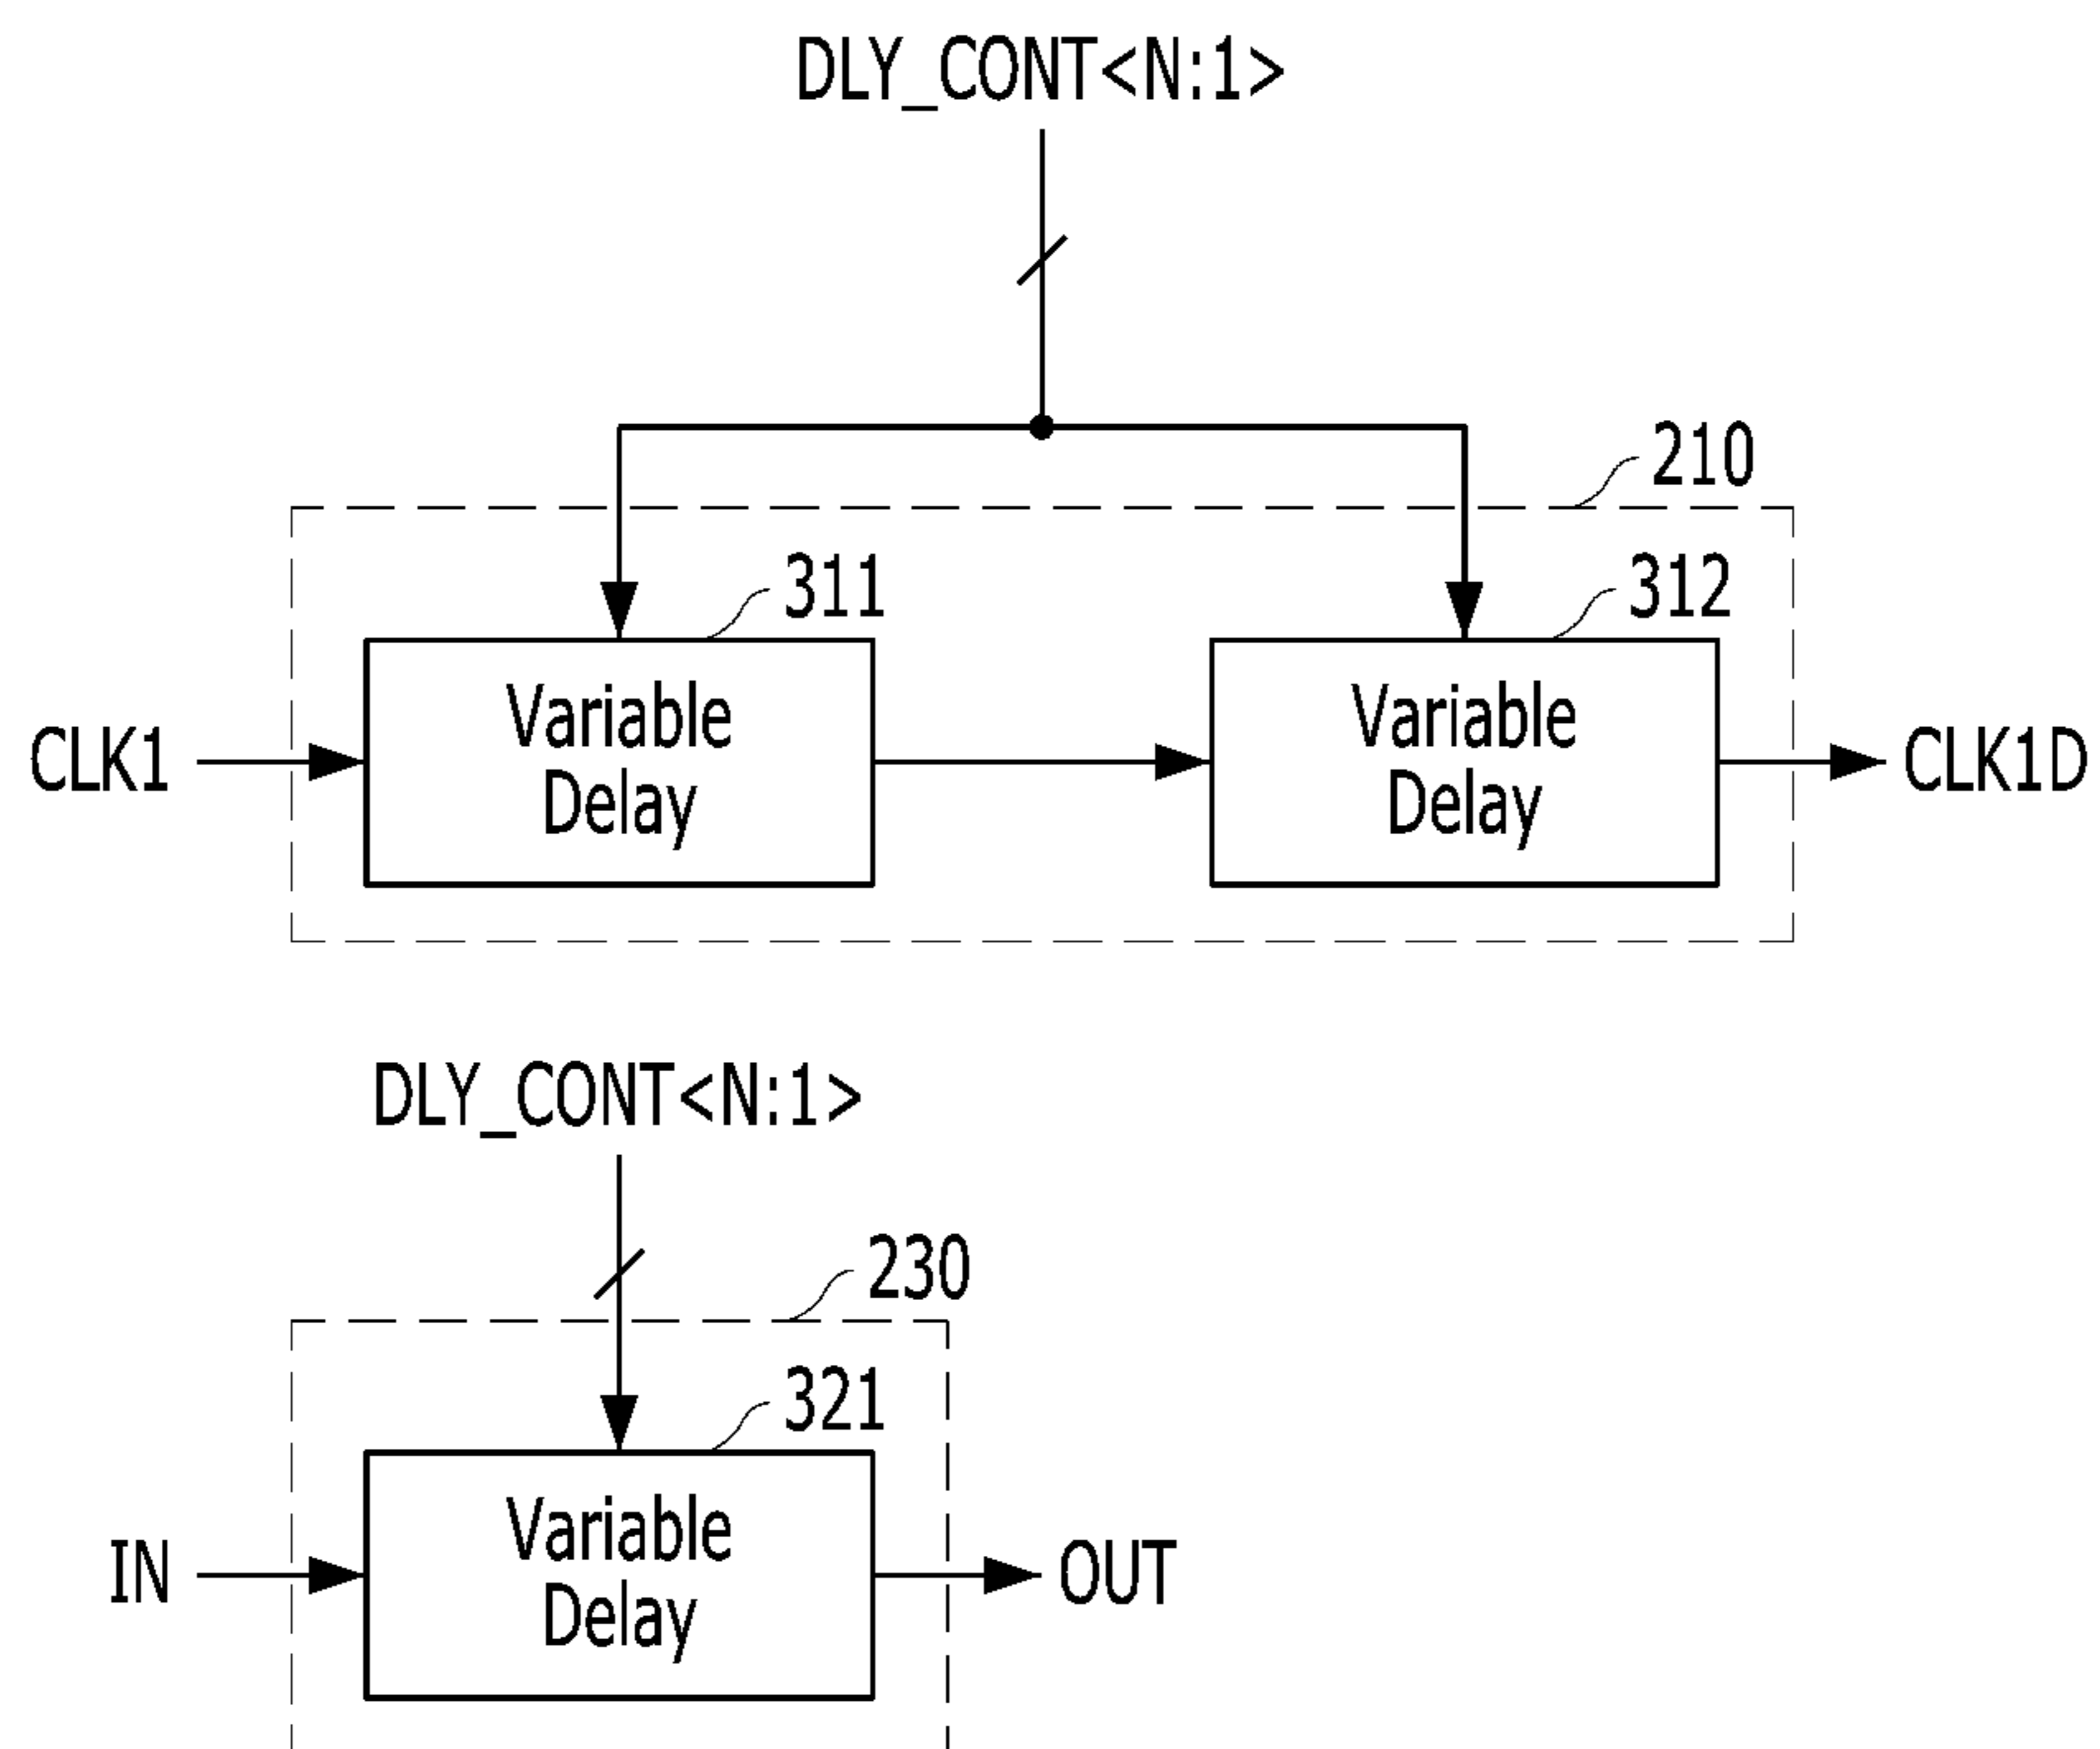 DLY_CONT<N:1>
210
311
312
Variable
Delay
Variable
Delay
CLK1
CLK1D
DLY_CONT<N:1>
230
321
Variable
Delay
IN
OUT